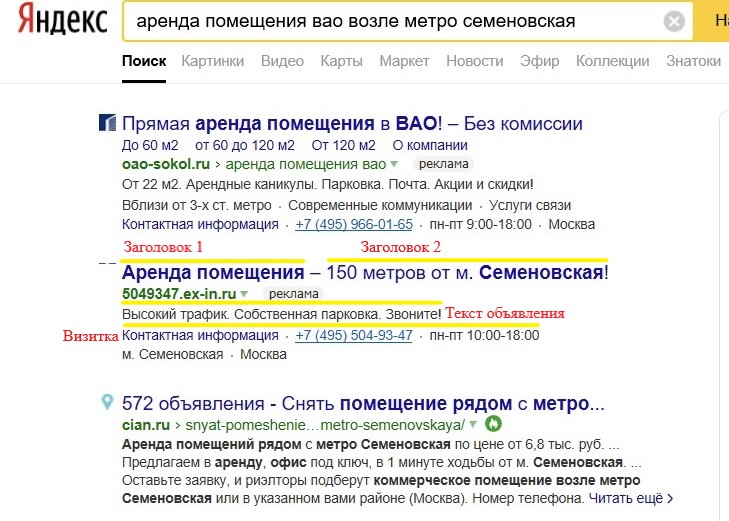 Яндекс аренда помещения вао возле метро семеновская На
Поиск Картинки Видео Карты Маркет Новости Эфир Коллекции Знатоки
Прямая аренда помещения в ВАО! – Без комиссии
До 60 м2 от 60 до 120 м2 От 120 м2 О компании
oao-sokol.ru › аренда помещения вао реклама
От 22 м2. Арендные каникулы. Парковка. Почта. Акции и скидки!
Вблизи от 3-х ст. метро · Современные коммуникации · Услуги связи
Контактная информация · +7 (495) 966-01-65 · пн-пт 9:00-18:00 · Москва
Заголовок 1 Заголовок 2
Аренда помещения – 150 метров от м. Семеновская!
5049347.ex-in.ru реклама
Высокий трафик. Собственная парковка. Звоните! Текст объявления
Визитка Контактная информация · +7 (495) 504-93-47 · пн-пт 10:00-18:00
м. Семеновская · Москва
572 объявления - Снять помещение рядом с метро...
cian.ru › snyat-pomeshenie…metro-semenovskaya/
Аренда помещений рядом с метро Семеновская по цене от 6,8 тыс. руб. ...
Предлагаем в аренду, офис под ключ, в 1 минуте ходьбы от м. Семеновская. ...
Оставьте заявку, и риэлторы подберут коммерческое помещение возле метро
Семеновская или в указанном вами районе (Москва). Номер телефона. Читать ещё >